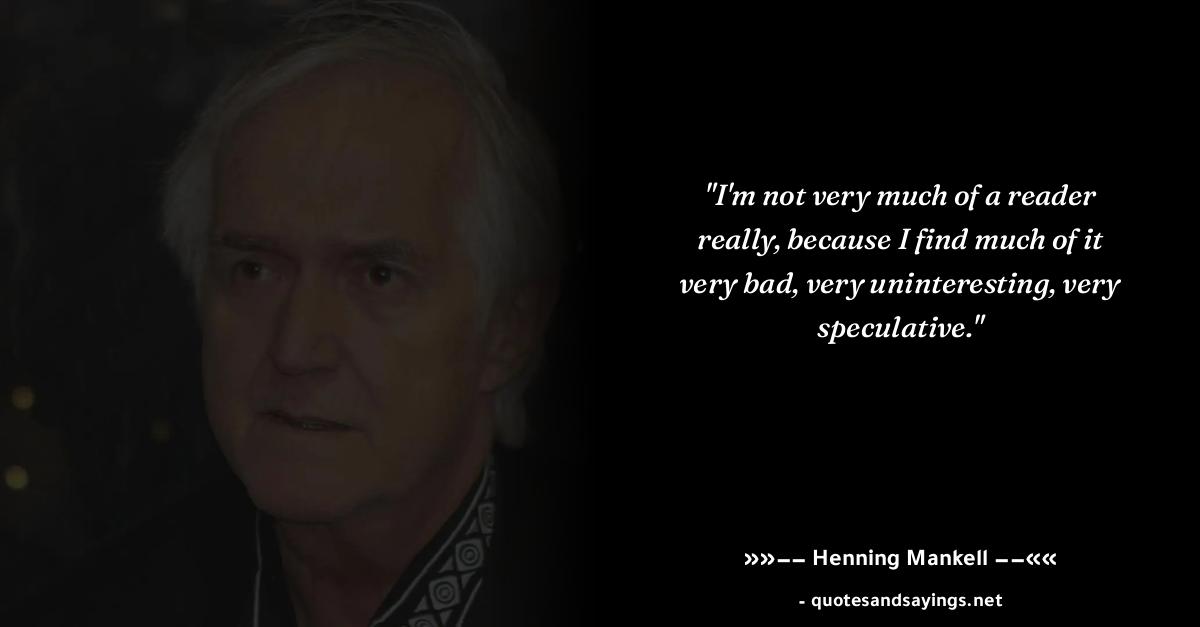 "I'm not very much of a reader
really, because I find much of it
very bad, very uninteresting, very
speculative."
»»–– Henning Mankell ––««
- quotesandsayings.net